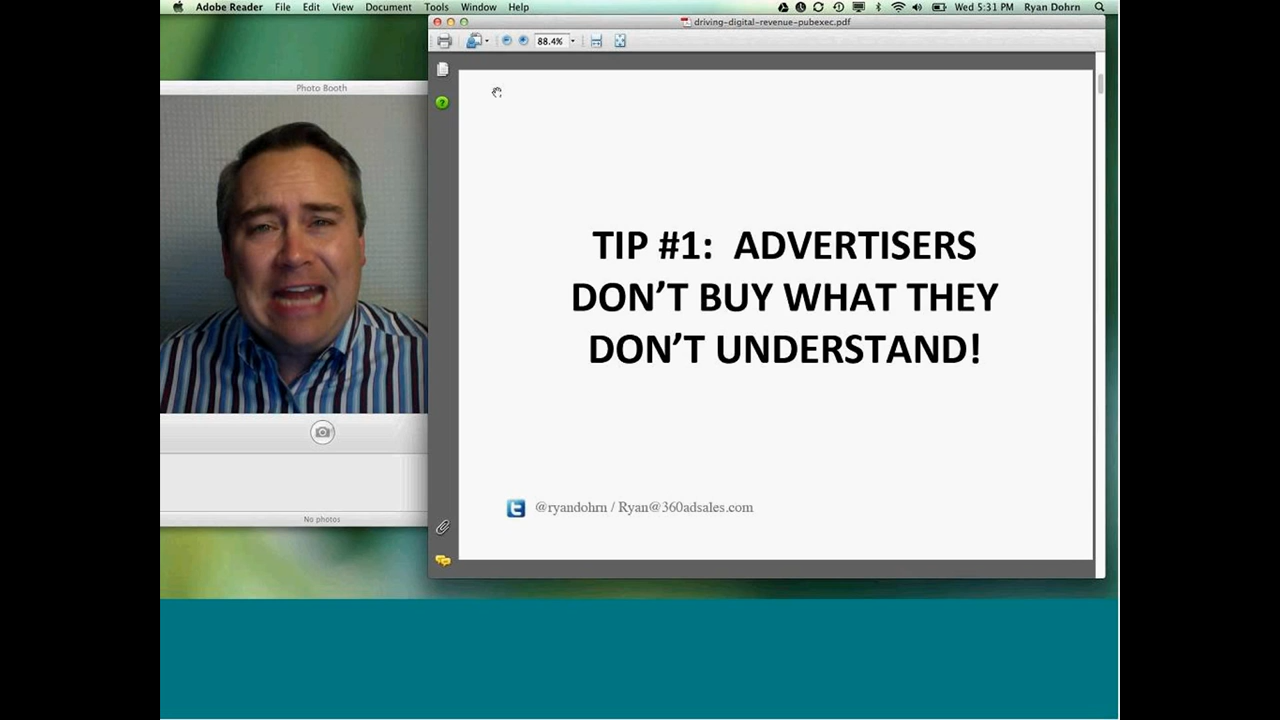 Adobe Reader File Edit View Document Tools Window Help Wed 5:31 PM Ryan Dohrn
driving-digital-revenue-pubexec.pdf
88.4%
Photo Booth
TIP #1: ADVERTISERS
DON'T BUY WHAT THEY
DON'T UNDERSTAND!
@ryandohrn / Ryan@360adsales.com
No photos